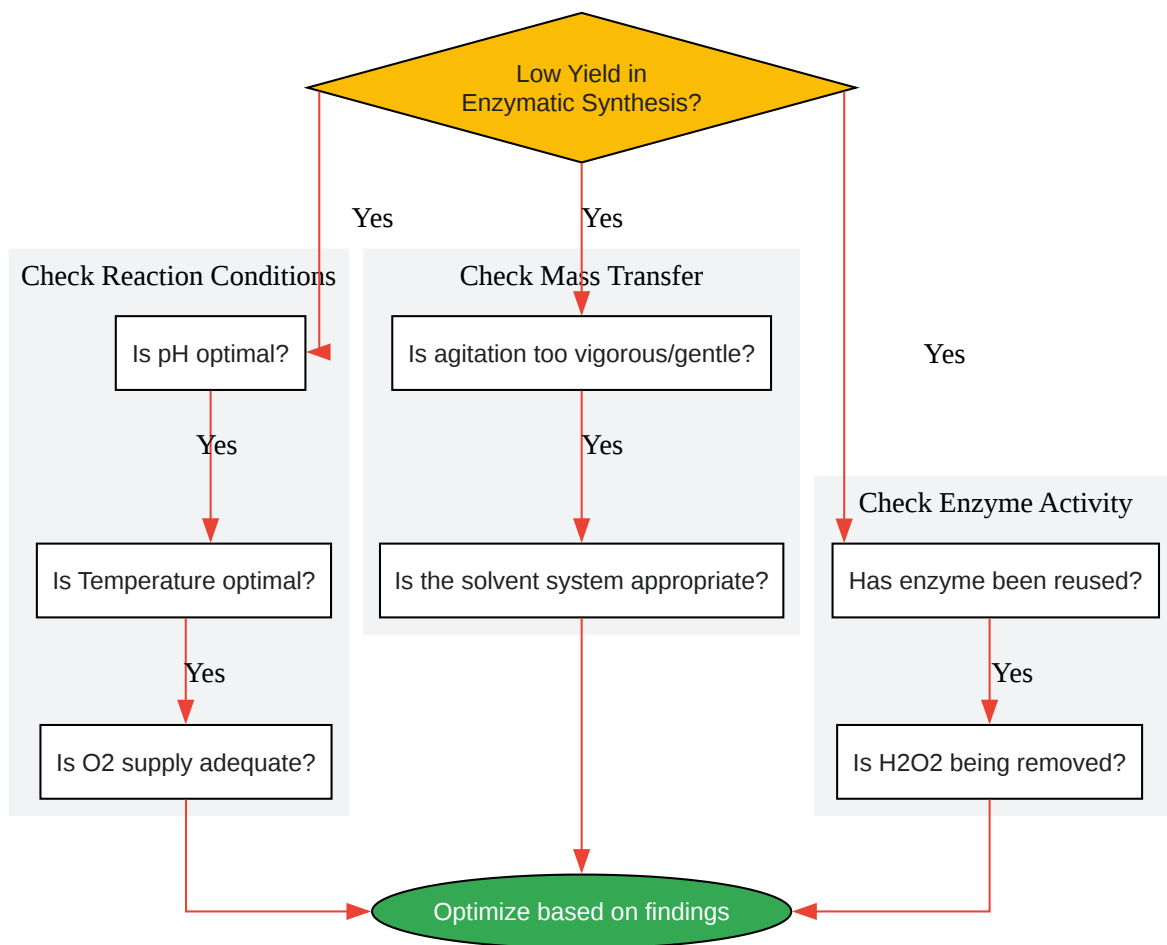 Low Yield in
Enzymatic Synthesis?
Yes
Yes
Yes
Check Reaction Conditions
Is pH optimal?
Yes
Is Temperature optimal?
Yes
Is O2 supply adequate?
Check Mass Transfer
Is agitation too vigorous/gentle?
Yes
Is the solvent system appropriate?
Check Enzyme Activity
Has enzyme been reused?
Yes
Is H2O2 being removed?
Optimize based on findings